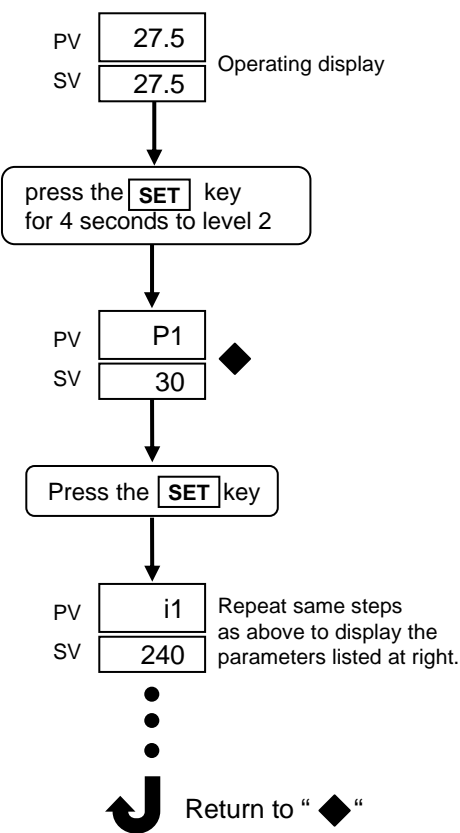 PV 27.5
Operating display
SV 27.5
press the SET key
for 4 seconds to level 2
PV P1
◆
SV 30
Press the SET key
PV i1
SV 240
Repeat same steps
as above to display the
parameters listed at right.
Return to “ ◆ “